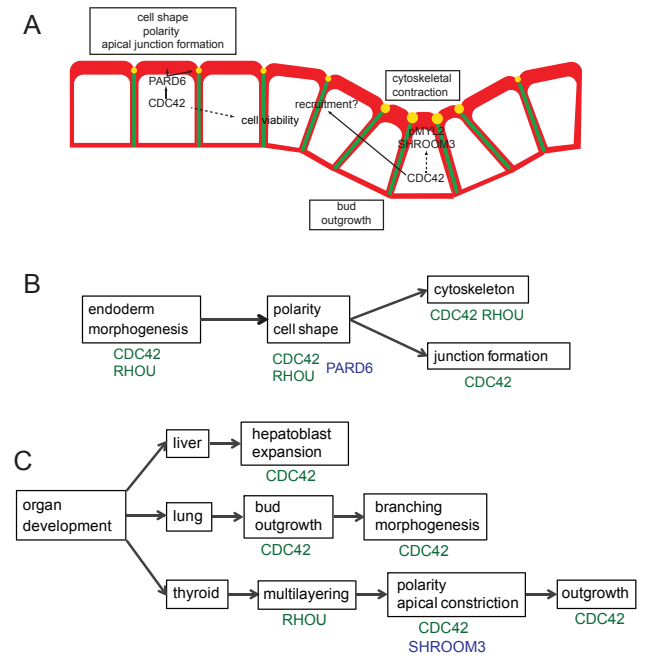 A
cell shape
polarity
apical junction formation
PARD6
CDC42
cell viability
recruitment?
cytoskeletal
contraction
pMYL2
SHROOM3
CDC42
bud
outgrowth
B
endoderm
morphogenesis
CDC42
RHOU
polarity
cell shape
CDC42
RHOU
PARD6
cytoskeleton
CDC42 RHOU
junction formation
CDC42
C
organ
development
liver
hepatoblast
expansion
CDC42
lung
bud
outgrowth
CDC42
branching
morphogenesis
CDC42
thyroid
multilayering
RHOU
polarity
apical constriction
CDC42
SHROOM3
outgrowth
CDC42